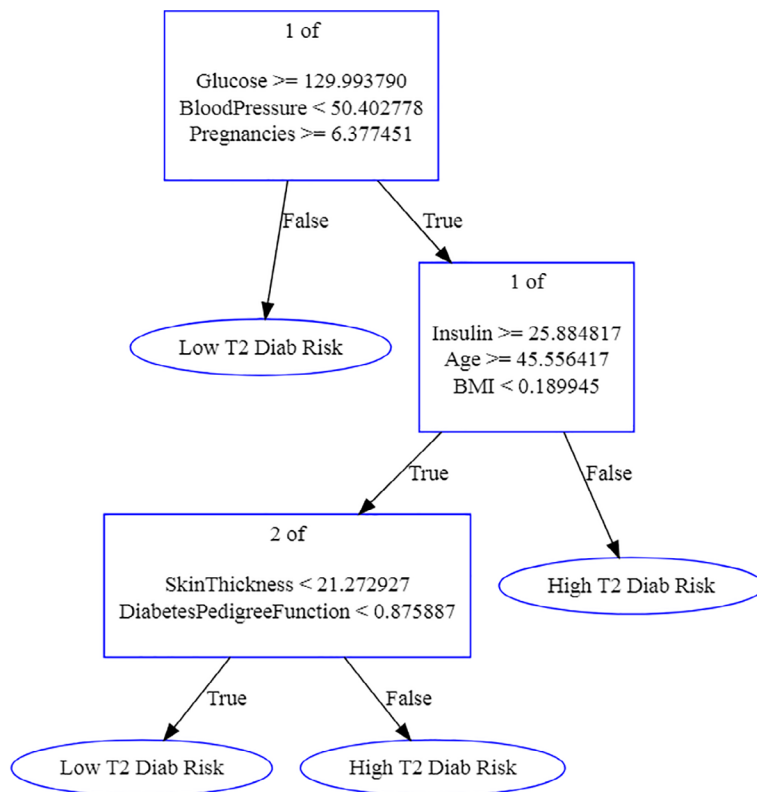 1 of
Glucose >= 129.993790
BloodPressure < 50.402778
Pregnancies >= 6.377451
False
True
Low T2 Diab Risk
1 of
Insulin >= 25.884817
Age >= 45.556417
BMI < 0.189945
True
False
2 of
SkinThickness < 21.272927
DiabetesPedigreeFunction < 0.875887
High T2 Diab Risk
True
False
Low T2 Diab Risk
High T2 Diab Risk